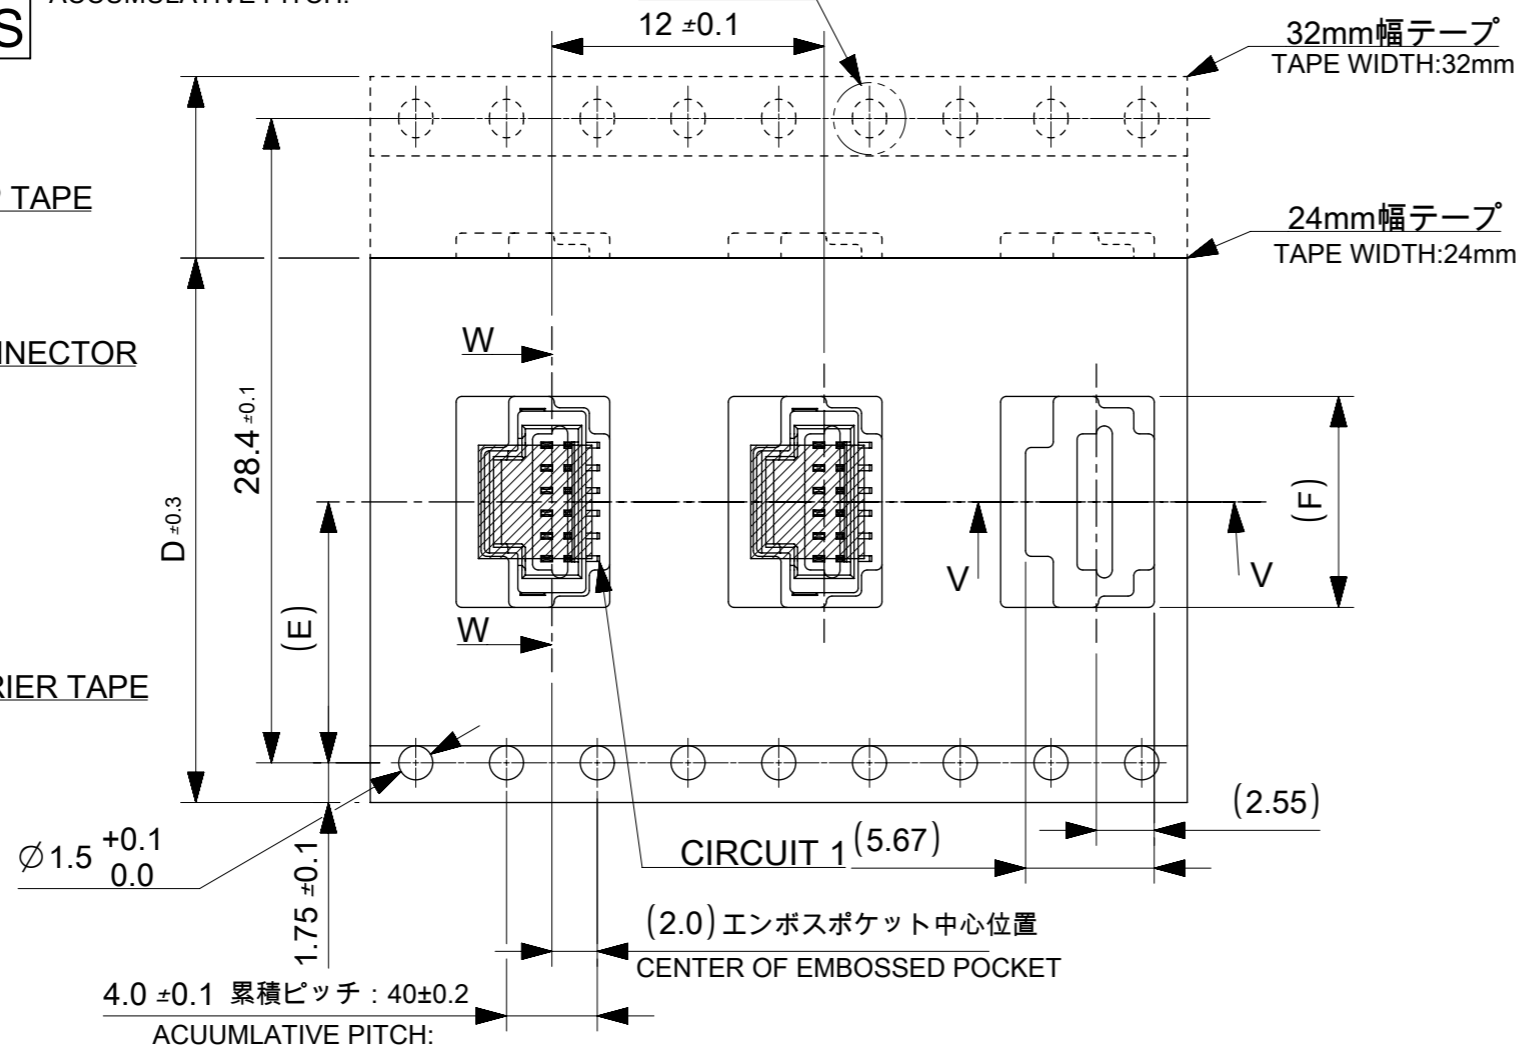 S
ACCUMULATIVE PITCH:
12 ±0.1
32mm幅テープ
TAPE WIDTH:32mm
TAPE
24mm幅テープ
TAPE WIDTH:24mm
W
NNECTOR
28.4 ±0.1
D ±0.3
(F)
V
V
(E)
W
RIER TAPE
(2.55)
Ø1.5 +0.1
0.0
CIRCUIT 1
(5.67)
1.75 ±0.1
(2.0) エンボスポケット中心位置
CENTER OF EMBOSSED POCKET
4.0 ±0.1 累積ピッチ : 40±0.2
ACUUMLATIVE PITCH: